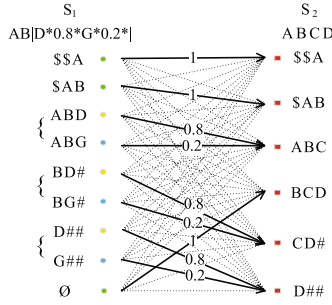 S₁ S₂
AB|D*0.8*G*0.2*| ABCD
$$A 1 $$A
$AB 1 $AB
ABD 0.8
ABG 0.2 ABC
BD# 0.8 BCD
BG# 0.2
D## 1 CD#
G## 0.8
Ø 0.2 D##